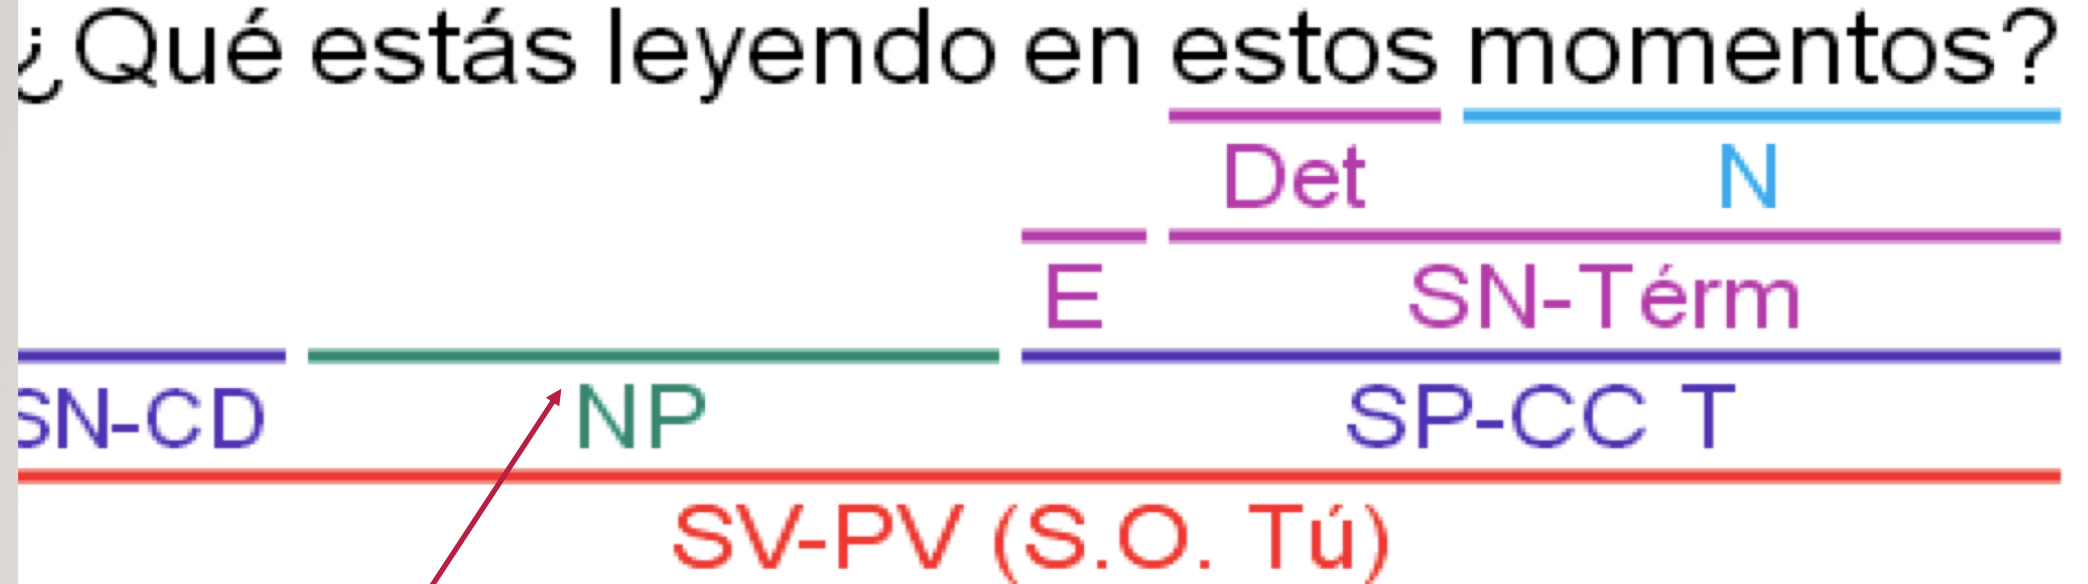 ¿Qué estás leyendo en estos momentos?
Det N
E SN-Térm
SN-CD NP SP-CC T
SV-PV (S.O. Tú)